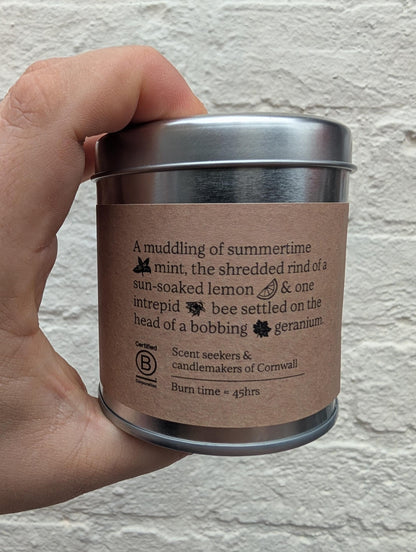 A muddling of summertime
mint, the shredded rind of a
sun-soaked lemon & one
intrepid bee settled on the
head of a bobbing geranium.
Certified
B
Corporation
Scent seekers &
candlemakers of Cornwall
Burn time = 45hrs